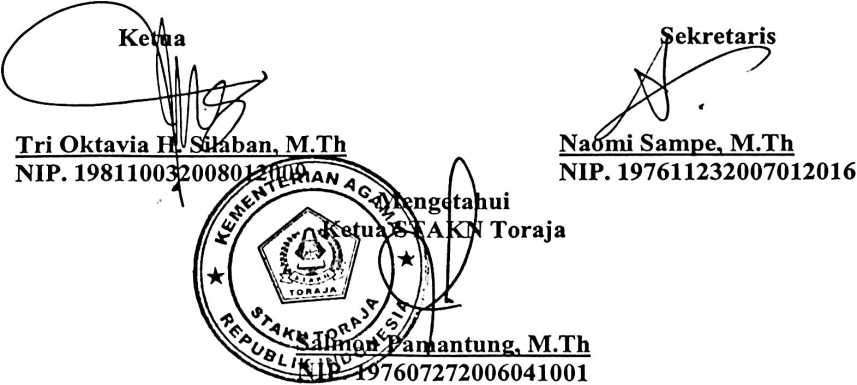 Ketua
Sekretaris
Tri Oktavia H. Silaban, M.Th
NIP. 198110032008012009
Naomi Sampe, M.Th
NIP. 197611232007012016
Mengetahui
Ketua STAKN Toraja
KEMENTERIAN AGAMA
TORAJA
STAKN TORAJA
REPUBLIK INDONESIA
Salmon Pamantung, M.Th
NIP. 197607272006041001